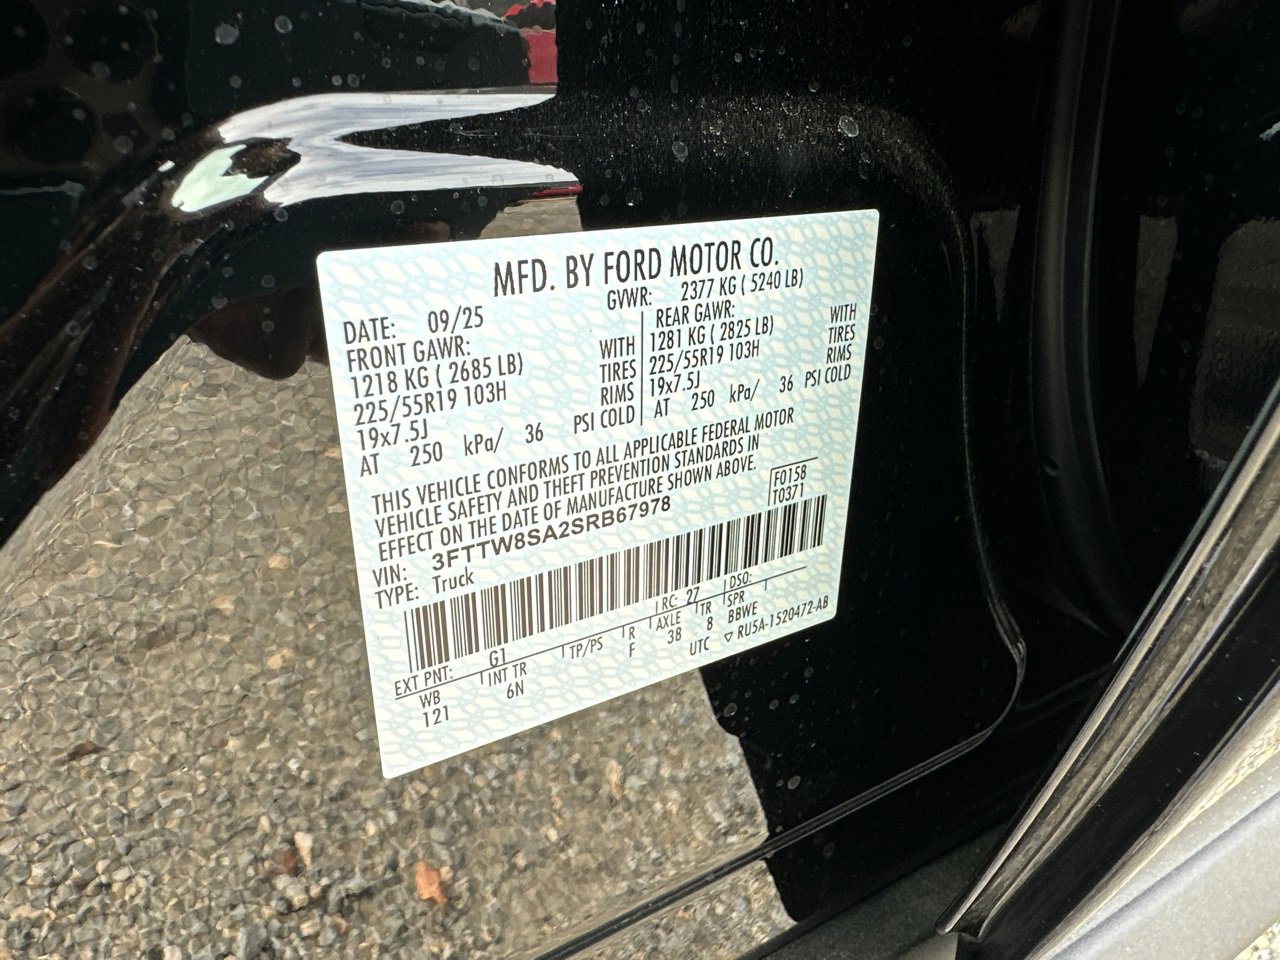 MFD. BY FORD MOTOR CO.
DATE: 09/25 GVWR: 2377 KG ( 5240 LB)
FRONT GAWR: REAR GAWR:
1218 KG ( 2685 LB) WITH 1281 KG ( 2825 LB) WITH
225/55R19 103H TIRES 225/55R19 103H TIRES
19x7.5J RIMS 19x7.5J RIMS
AT 250 kPa/ 36 PSI COLD AT 250 kPa/ 36 PSI COLD
THIS VEHICLE CONFORMS TO ALL APPLICABLE FEDERAL MOTOR
VEHICLE SAFETY AND THEFT PREVENTION STANDARDS IN
EFFECT ON THE DATE OF MANUFACTURE SHOWN ABOVE.
F0158
T0371
VIN: 3FTTW8SA2SRB67978
TYPE: Truck
EXT PNT: G1 RC: 27 DSO:
WB INT TR TP/PS R AXLE TR SPR
121 6N F 38 8 BBWE
UTC ▽ RU5A-1520472-AB